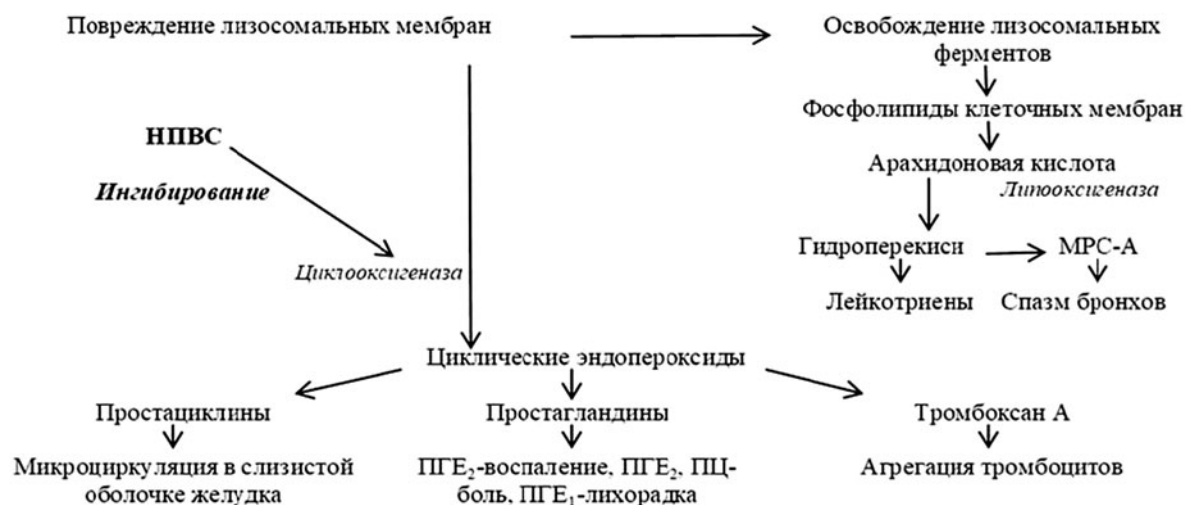 Повреждение лизосомальных мембран
Освобождение лизосомальных
ферментов
Фосфолипиды клеточных мембран
НПВС
Арахидоновая кислота
Ингибирование
Липооксигеназа
Гидроперекиси
МРС-А
Циклооксигеназа
Лейкотриены
Спазм бронхов
Циклические эндопероксиды
Простациклины
Простагландины
Тромбоксан А
Микроциркуляция в слизистой
оболочке желудка
ПГЕ₂-воспаление, ПГЕ₂, ПЦ-
боль, ПГЕ₁-лихорадка
Агрегация тромбоцитов